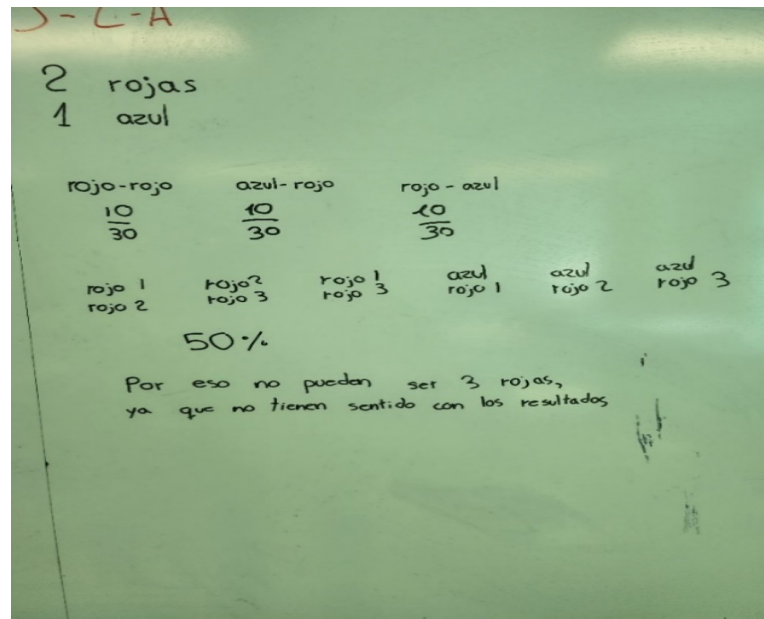 J-L-A
2 rojas
1 azul
rojo-rojo azul-rojo rojo-azul
10/30 10/30 10/30
rojo 1 rojo 2 rojo 1 azul azul azul
rojo 2 rojo 3 rojo 3 rojo 1 rojo 2 rojo 3
50%
Por eso no pueden ser 3 rojas,
ya que no tienen sentido con los resultados